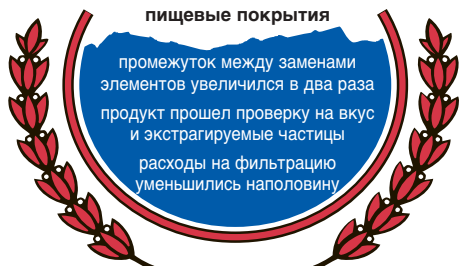 пищевые покрытия
промежуток между заменами
элементов увеличился в два раза
продукт прошел проверку на вкус
и экстрагируемые частицы
расходы на фильтрацию
уменьшились наполовину